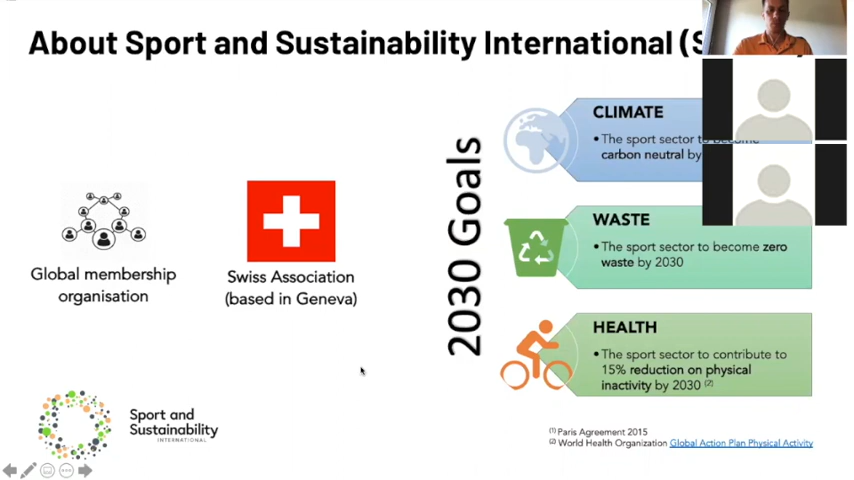 About Sport and Sustainability International (S
Global membership
organisation
Swiss Association
(based in Geneva)
2030 Goals
CLIMATE
• The sport sector to become
carbon neutral by
WASTE
• The sport sector to become zero
waste by 2030
HEALTH
• The sport sector to contribute to
15% reduction on physical
inactivity by 2030 (2)
Sport and
Sustainability
INTERNATIONAL
(1) Paris Agreement 2015
(2) World Health Organization Global Action Plan Physical Activity